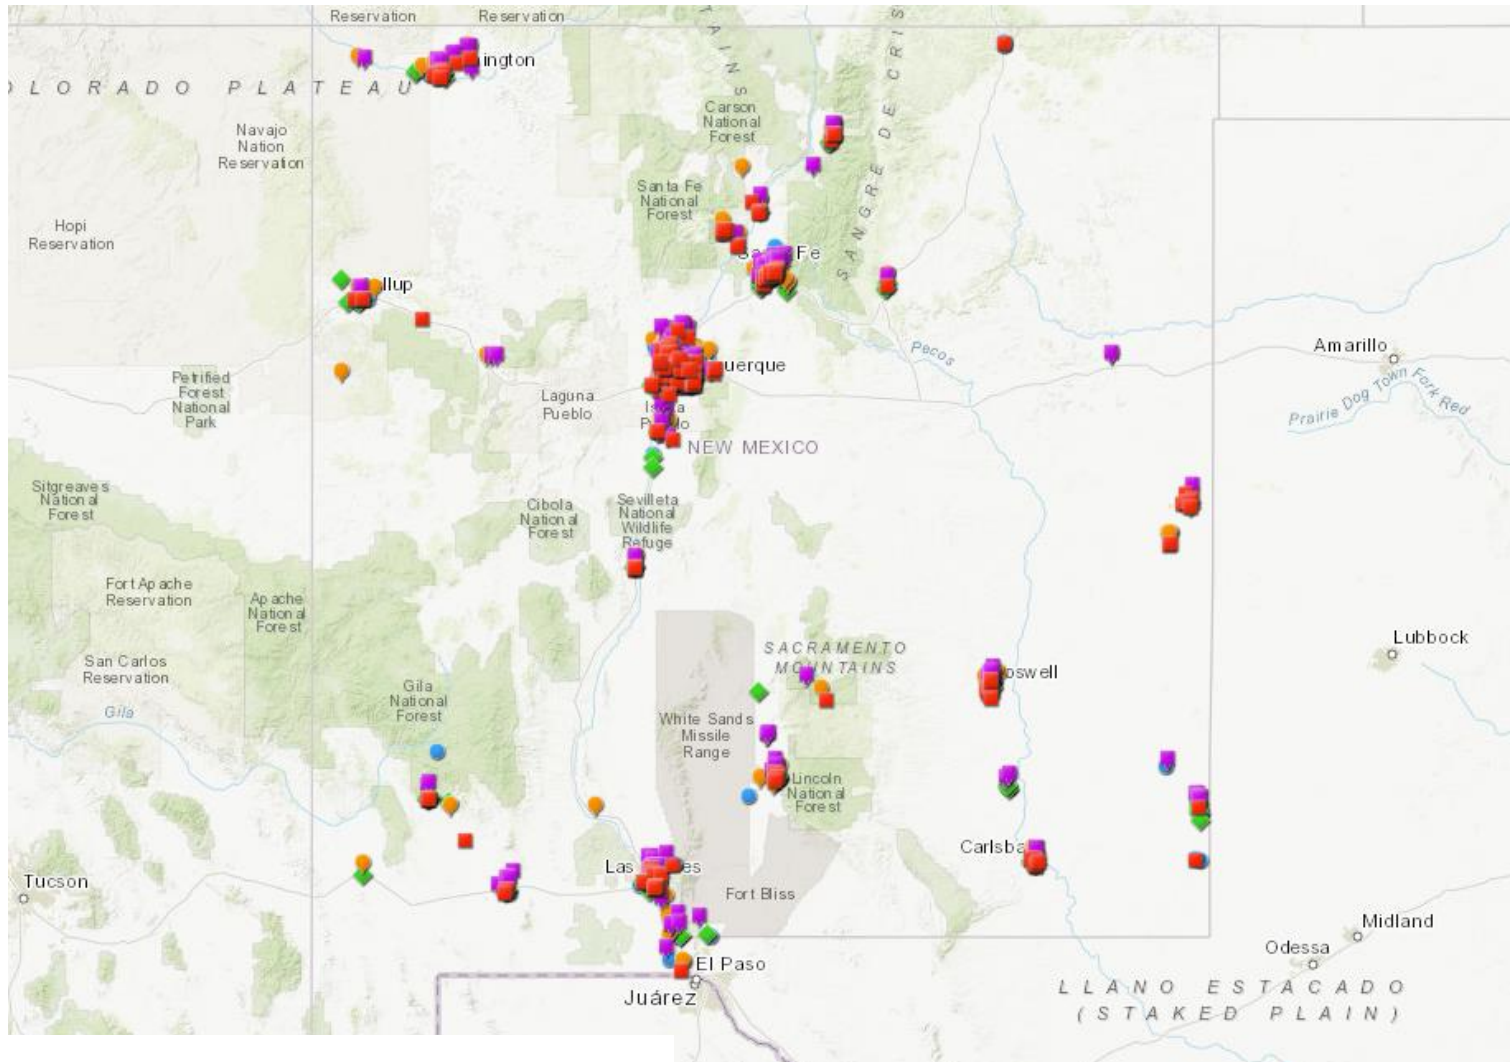 Reservation
Reservation
TAINS
SANGRE DE CRIS
ington
OLORADO PLATEAU
Carson
National
Forest
Navajo
Nation
Reservation
Santa Fe
National
Forest
Hopi
Reservation
Fe
llup
Amarillo
Pecos
uerque
Prairie Dog Town Fork Red
Petrified
Forest
National
Park
Laguna
Pueblo
NEW MEXICO
Sitgreaves
National
Forest
Cibola
National
Forest
Sevilleta
National
Wildlife
Refuge
Fort Apache
Reservation
Apache
National
Forest
Lubbock
SACRAMENTO
MOUNTAINS
San Carlos
Reservation
oswell
Gila
National
Forest
Gila
White Sands
Missile
Range
Lincoln
National
Forest
Carlsba
Las
es
Tucson
Fort Bliss
Midland
Odessa
El Paso
Juárez
LLANO ESTACADO
(STAKED PLAIN)